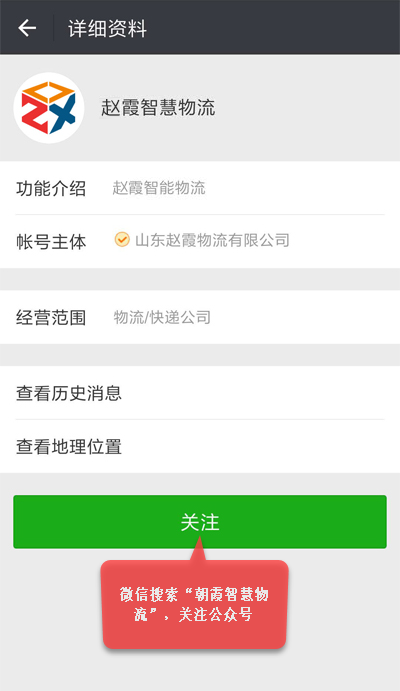 详细资料
赵霞智慧物流
功能介绍 赵霞智能物流
帐号主体 山东赵霞物流有限公司
经营范围 物流/快递公司
查看历史消息
查看地理位置
关注
微信搜索“朝霞智慧物
流”，关注公众号